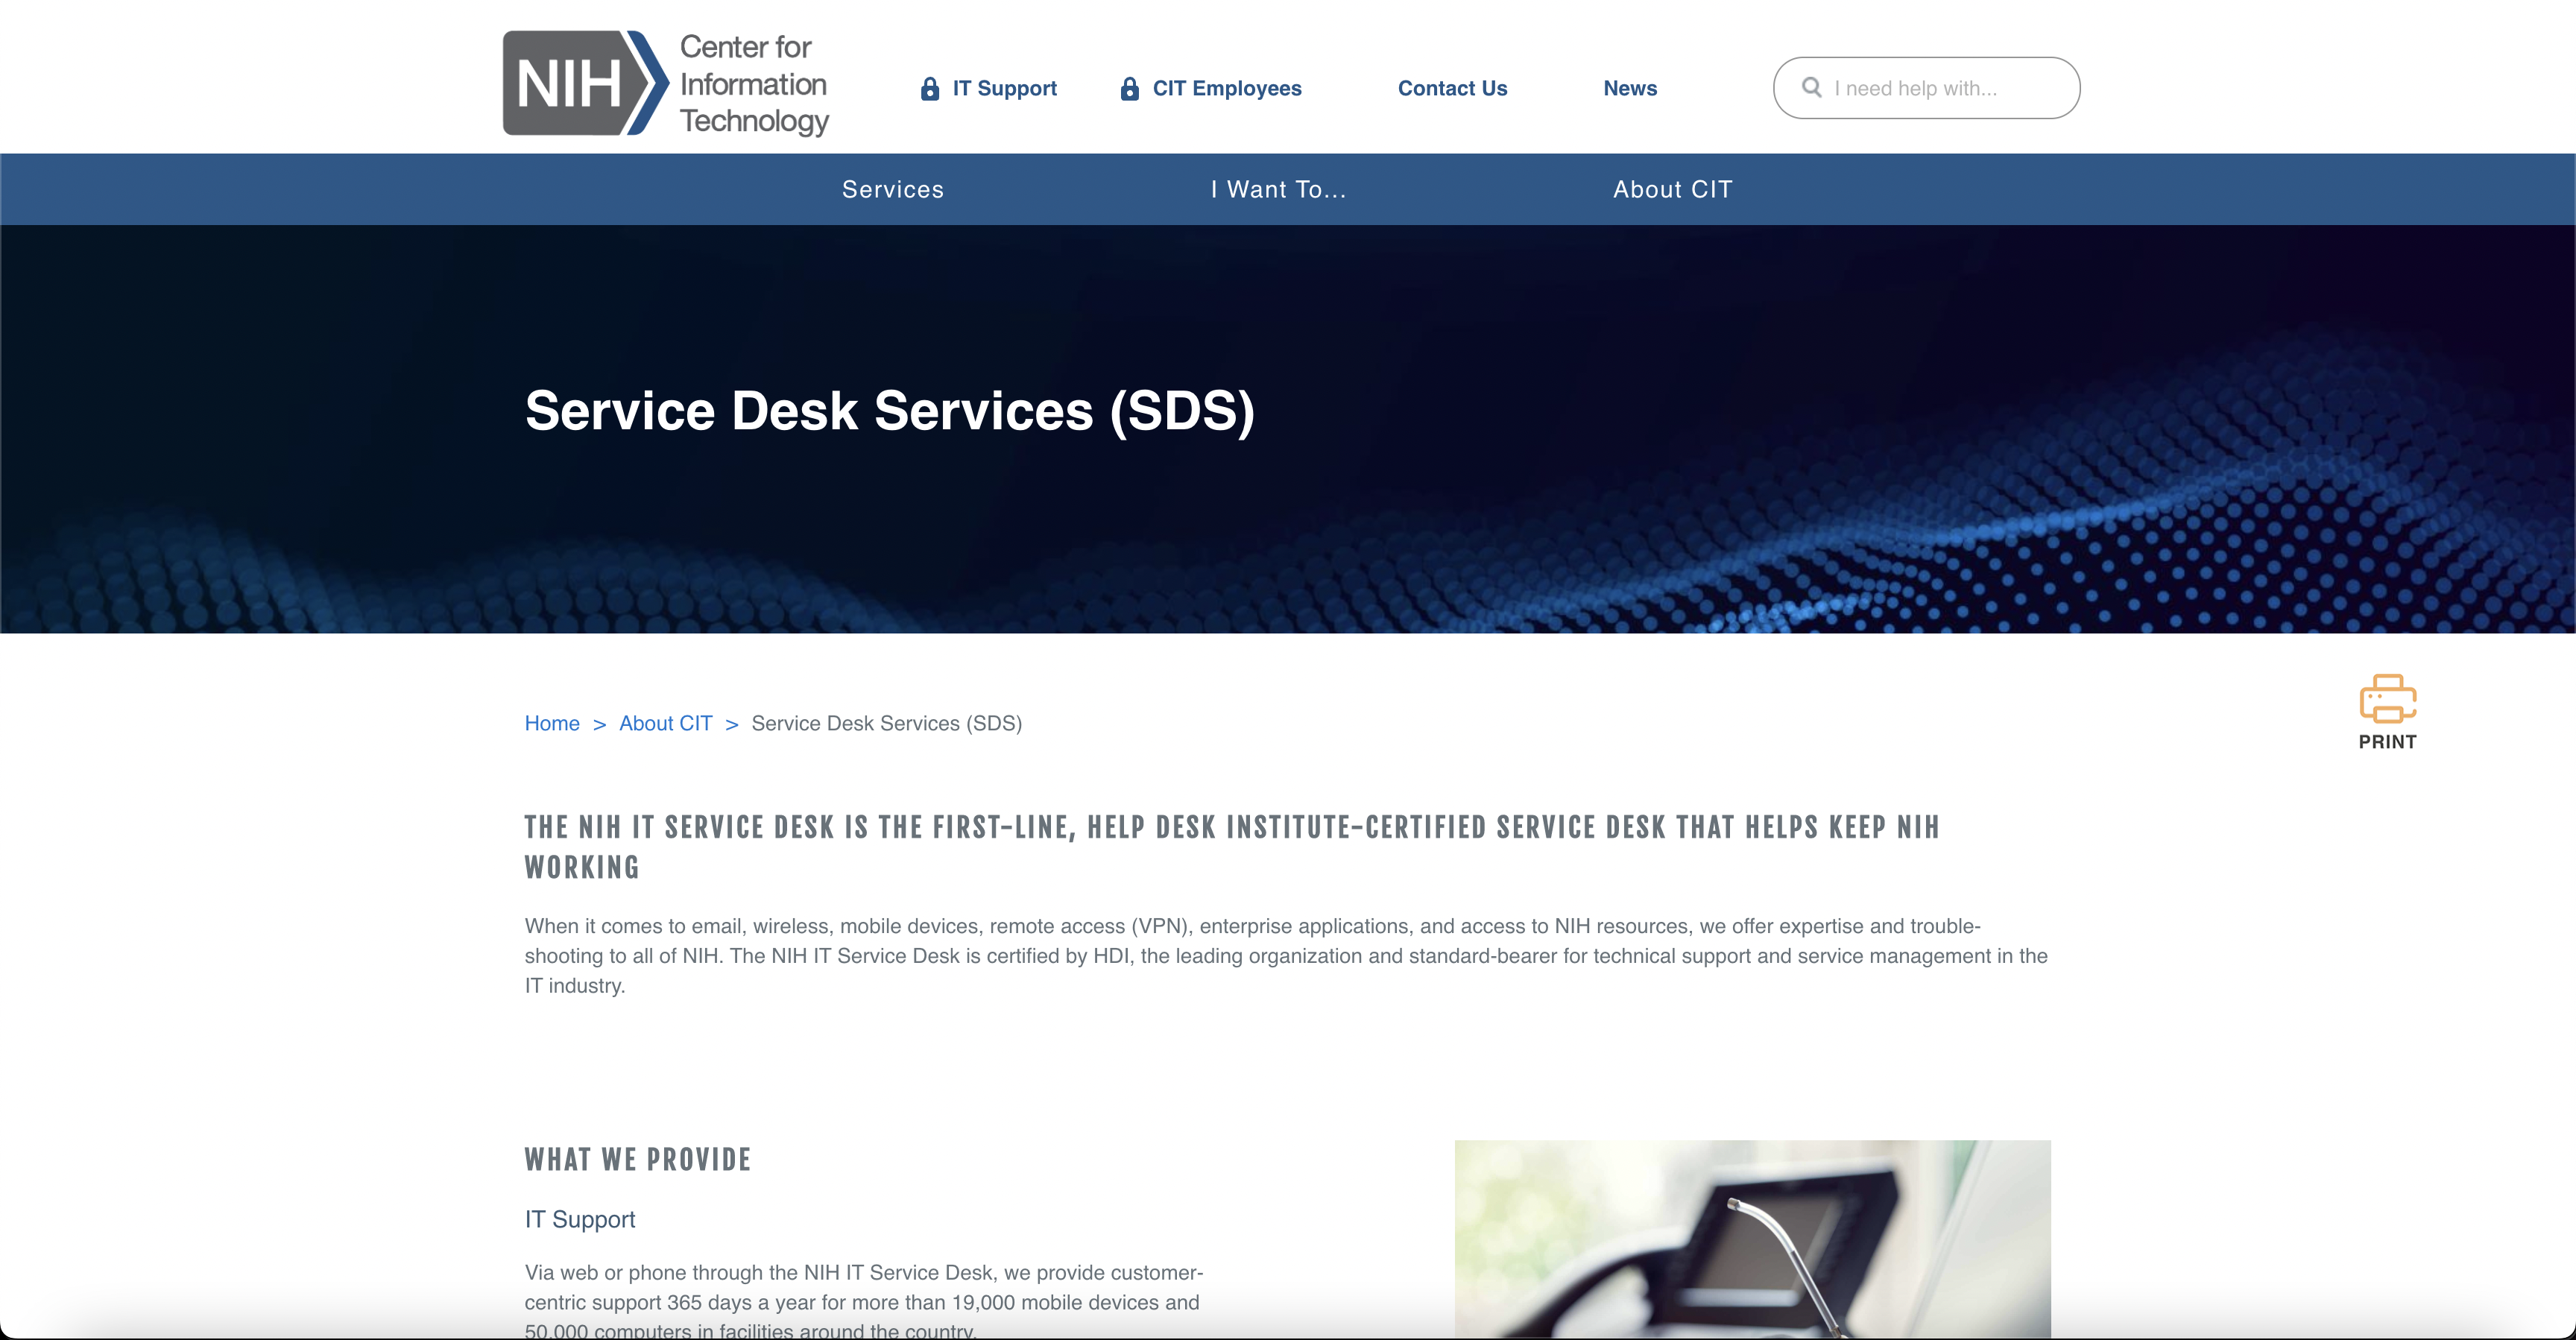 NIH
Center for
Information
Technology
IT Support
CIT Employees
Contact Us
News
I need help with...
Services
I Want To...
About CIT
Service Desk Services (SDS)
Home > About CIT > Service Desk Services (SDS)
PRINT
THE NIH IT SERVICE DESK IS THE FIRST-LINE, HELP DESK INSTITUTE-CERTIFIED SERVICE DESK THAT HELPS KEEP NIH
WORKING
When it comes to email, wireless, mobile devices, remote access (VPN), enterprise applications, and access to NIH resources, we offer expertise and trouble-
shooting to all of NIH. The NIH IT Service Desk is certified by HDI, the leading organization and standard-bearer for technical support and service management in the
IT industry.
WHAT WE PROVIDE
IT Support
Via web or phone through the NIH IT Service Desk, we provide customer-
centric support 365 days a year for more than 19,000 mobile devices and
50,000 computers in facilities around the country.